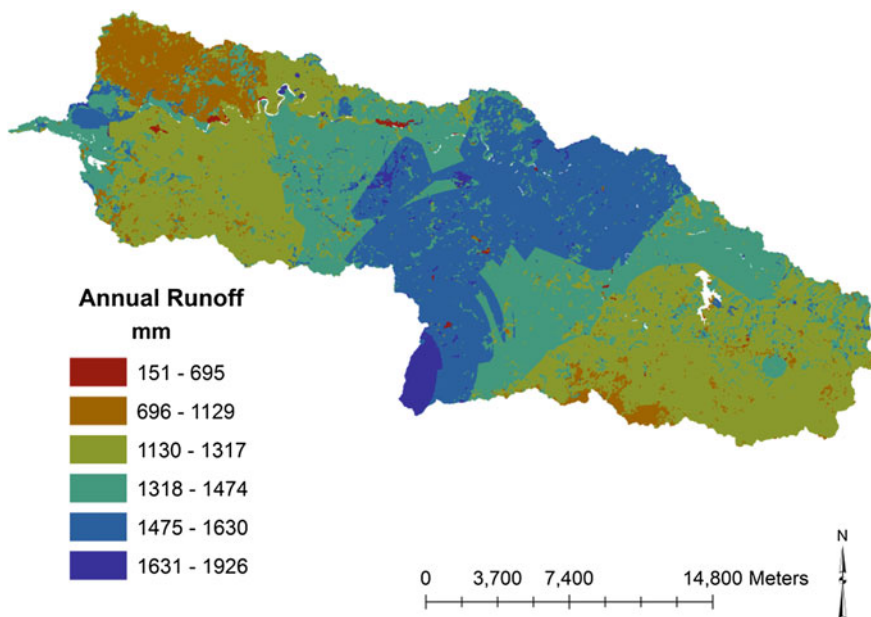 Annual Runoff
mm
151 - 695
696 - 1129
1130 - 1317
1318 - 1474
1475 - 1630
1631 - 1926
N
0 3,700 7,400 14,800 Meters